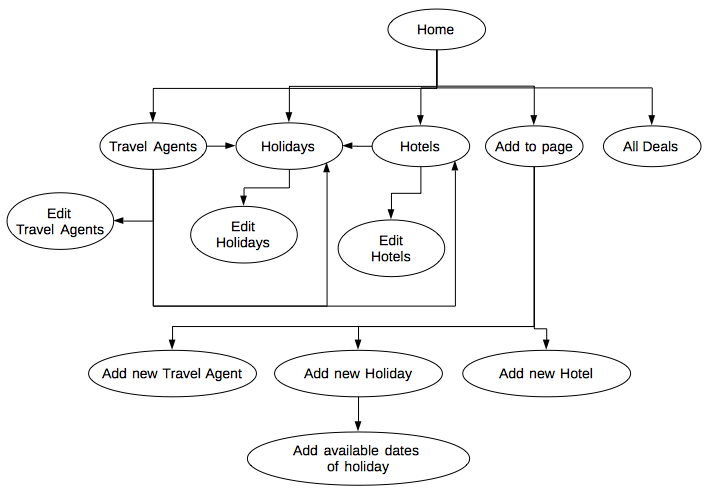 Home
Travel Agents
Holidays
Hotels
Add to page
All Deals
Edit
Travel Agents
Edit
Holidays
Edit
Hotels
Add new Travel Agent
Add new Holiday
Add new Hotel
Add available dates
of holiday